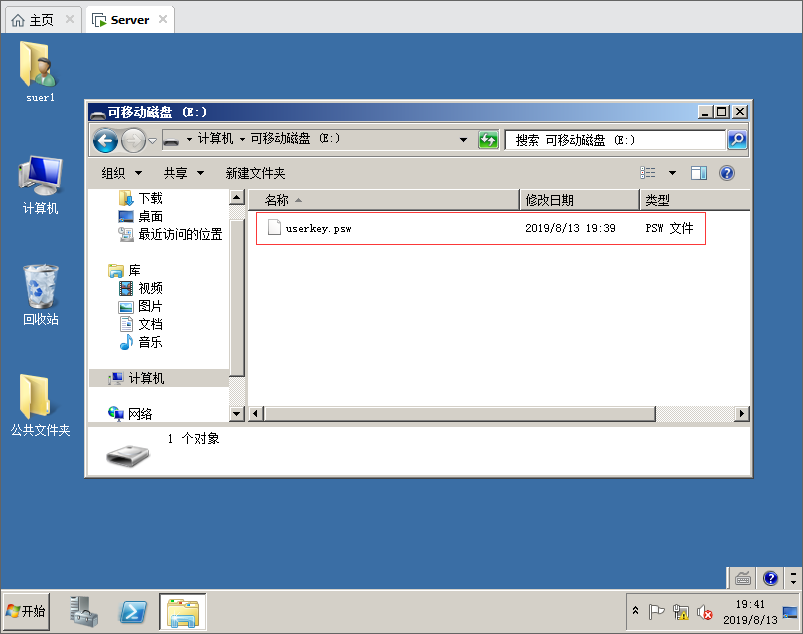 主页
Server
suer1
计算机
回收站
公共文件夹
可移动磁盘 (E:)
计算机
可移动磁盘 (E:)
搜索 可移动磁盘 (E:)
组织
共享
新建文件夹
下载
桌面
最近访问的位置
库
视频
图片
文档
音乐
计算机
网络
名称
修改日期
类型
userkey.psw
2019/8/13 19:39
PSW 文件
1 个对象
开始
19:41
2019/8/13